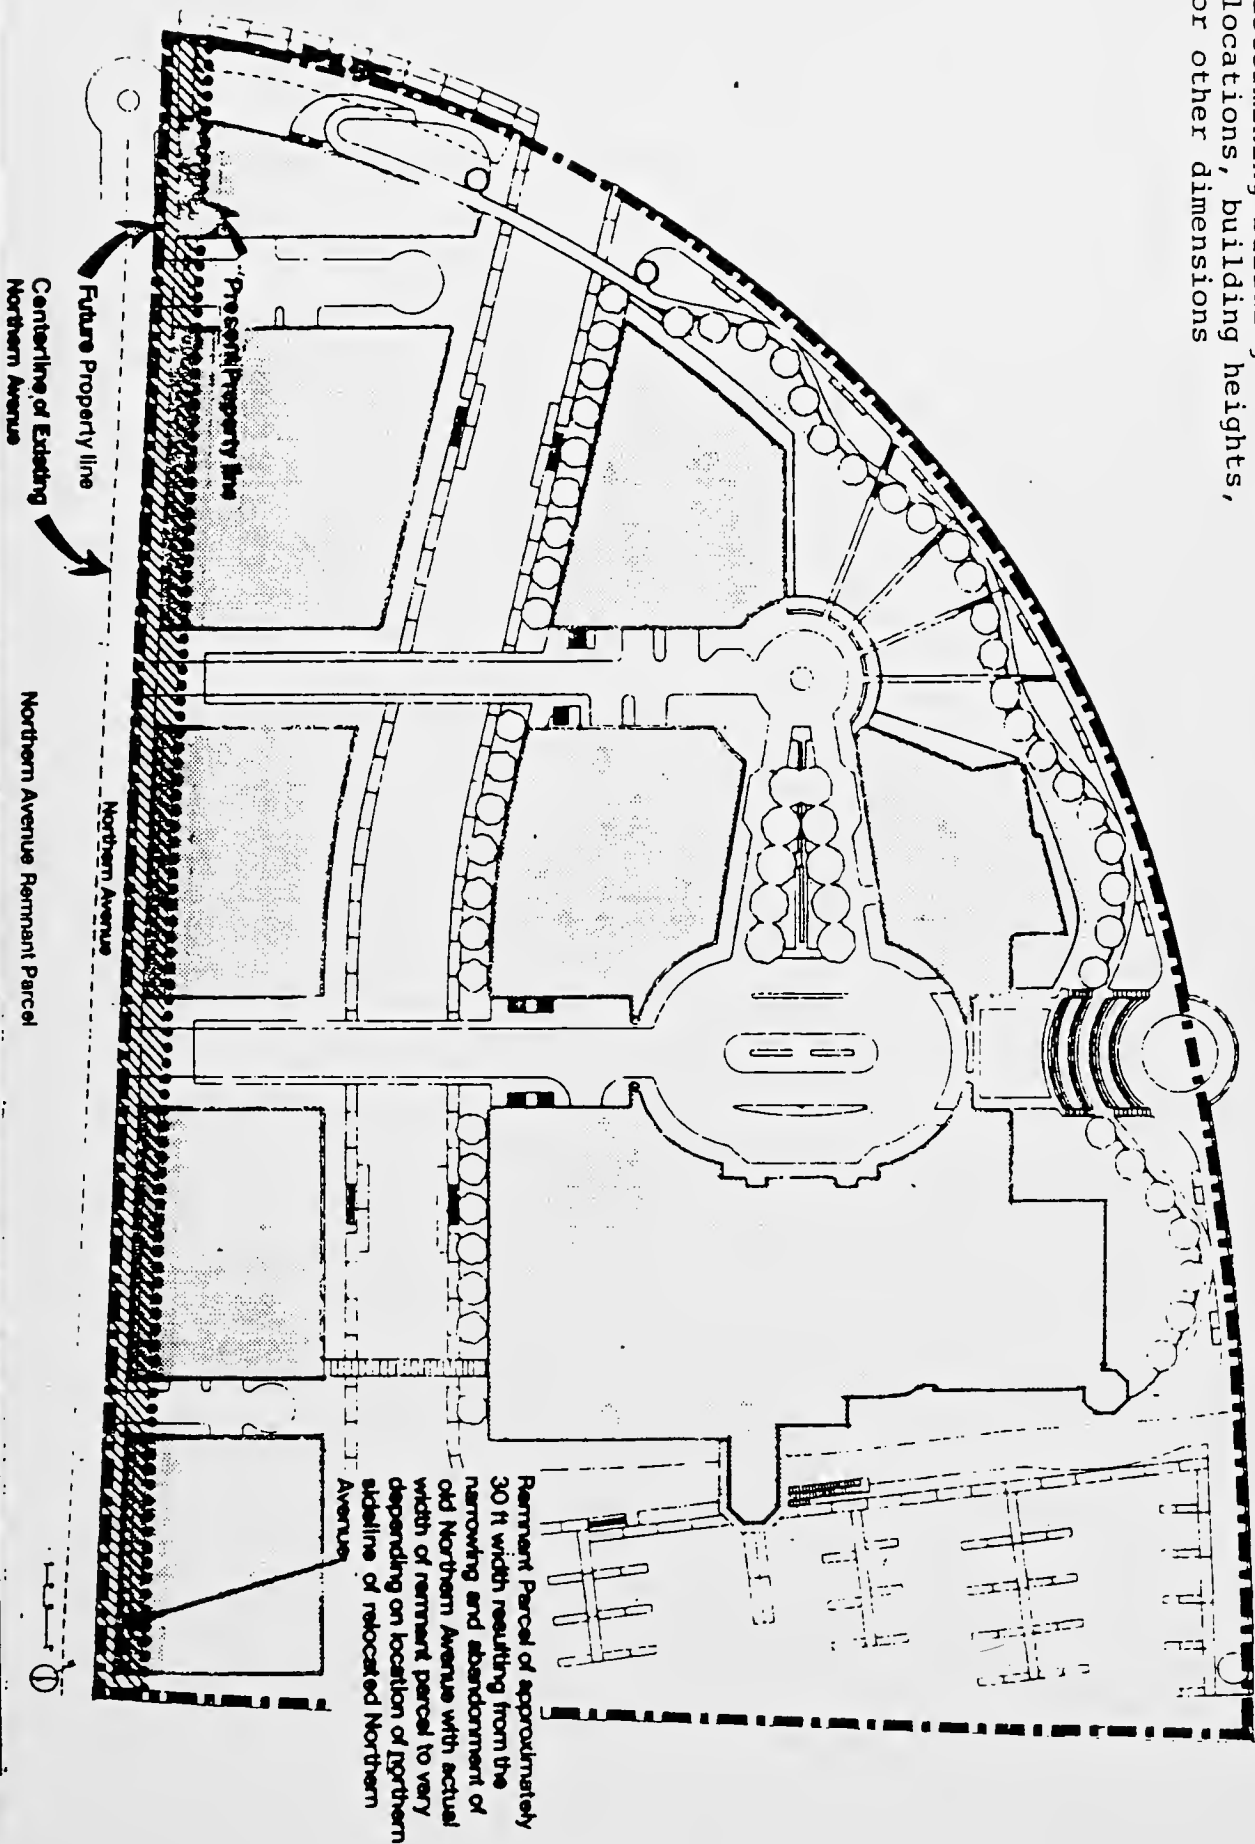 locations, building heights,
or other dimensions
Present Property line
Future Property line
Centerline of Existing
Northern Avenue
Northern Avenue
Northern Avenue Remnant Parcel
Remnant Parcel of approximately
30 ft width resulting from the
narrowing and abandonment of
old Northern Avenue with actual
width of remnant parcel to vary
depending on location of northern
sideline of relocated Northern
Avenue